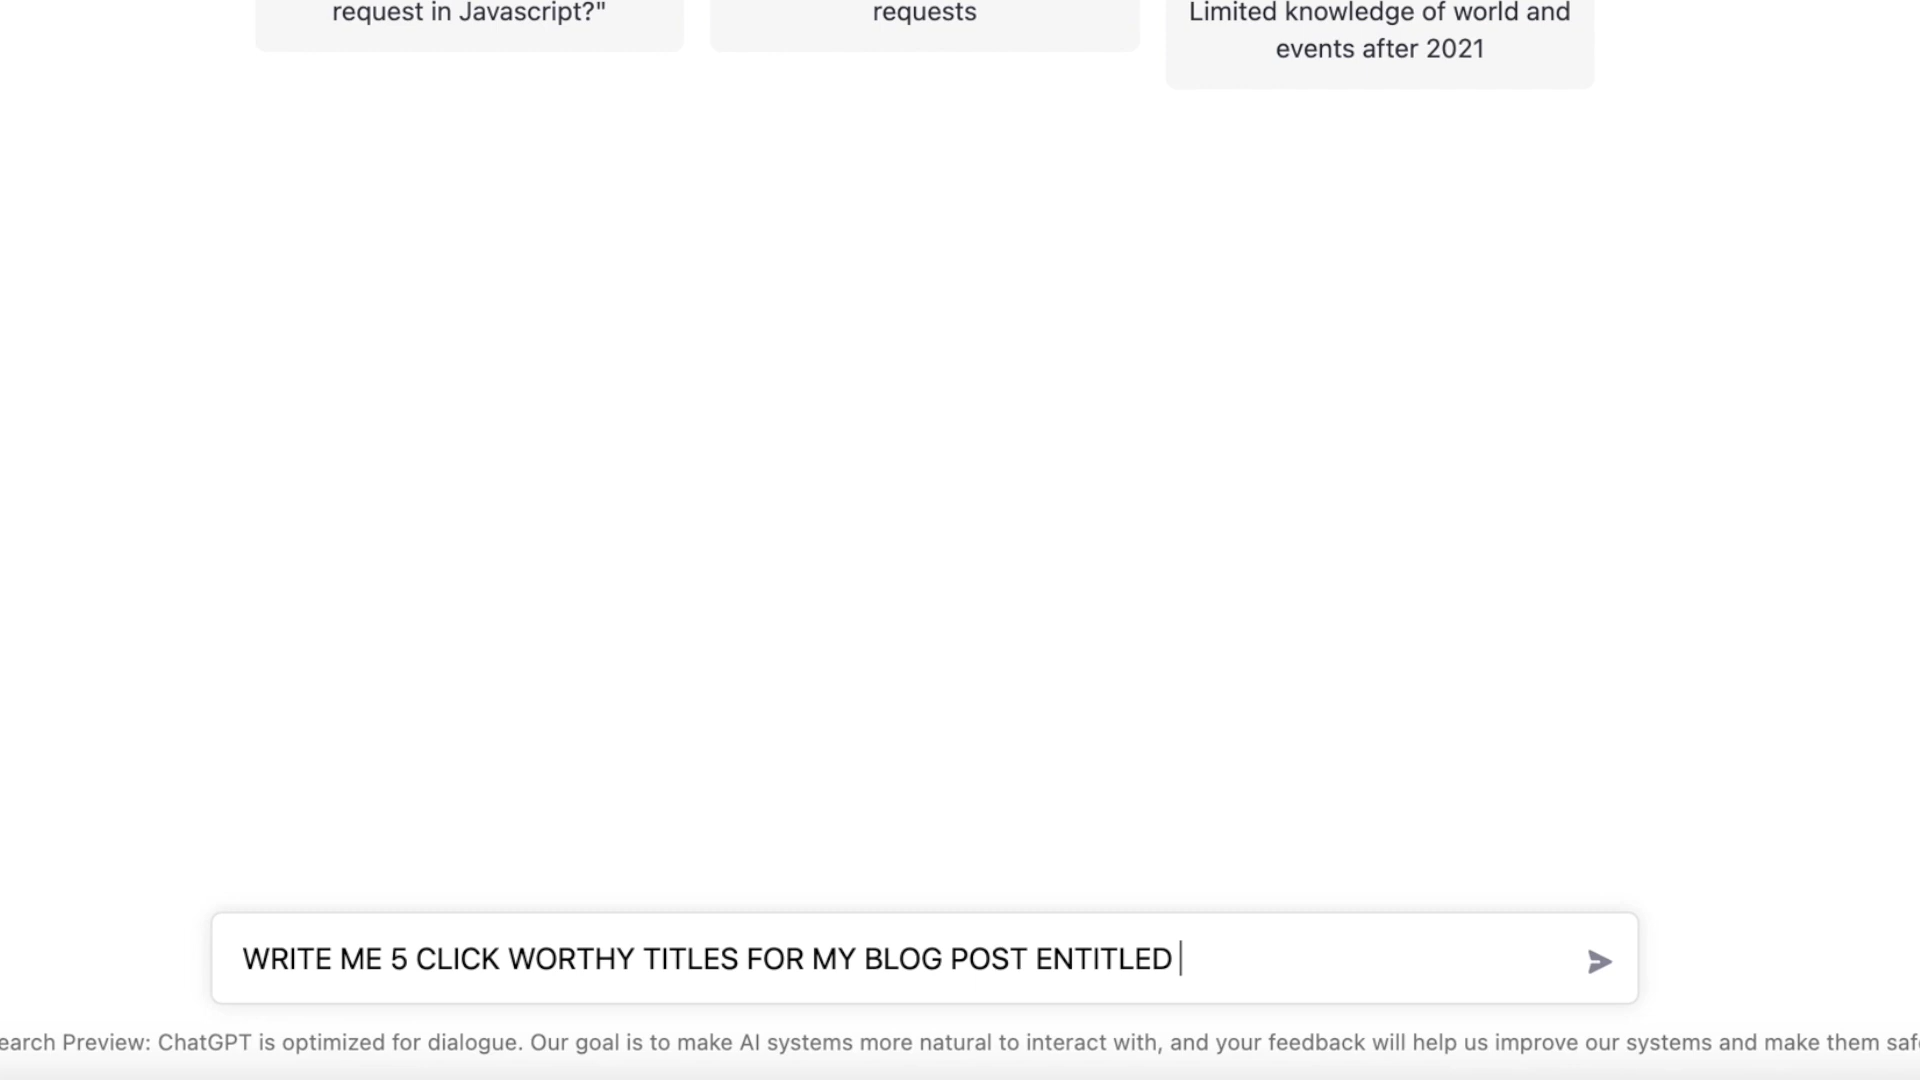 request in Javascript?"
requests
Limited knowledge of world and
events after 2021
WRITE ME 5 CLICK WORTHY TITLES FOR MY BLOG POST ENTITLED
earch Preview: ChatGPT is optimized for dialogue. Our goal is to make AI systems more natural to interact with, and your feedback will help us improve our systems and make them saf